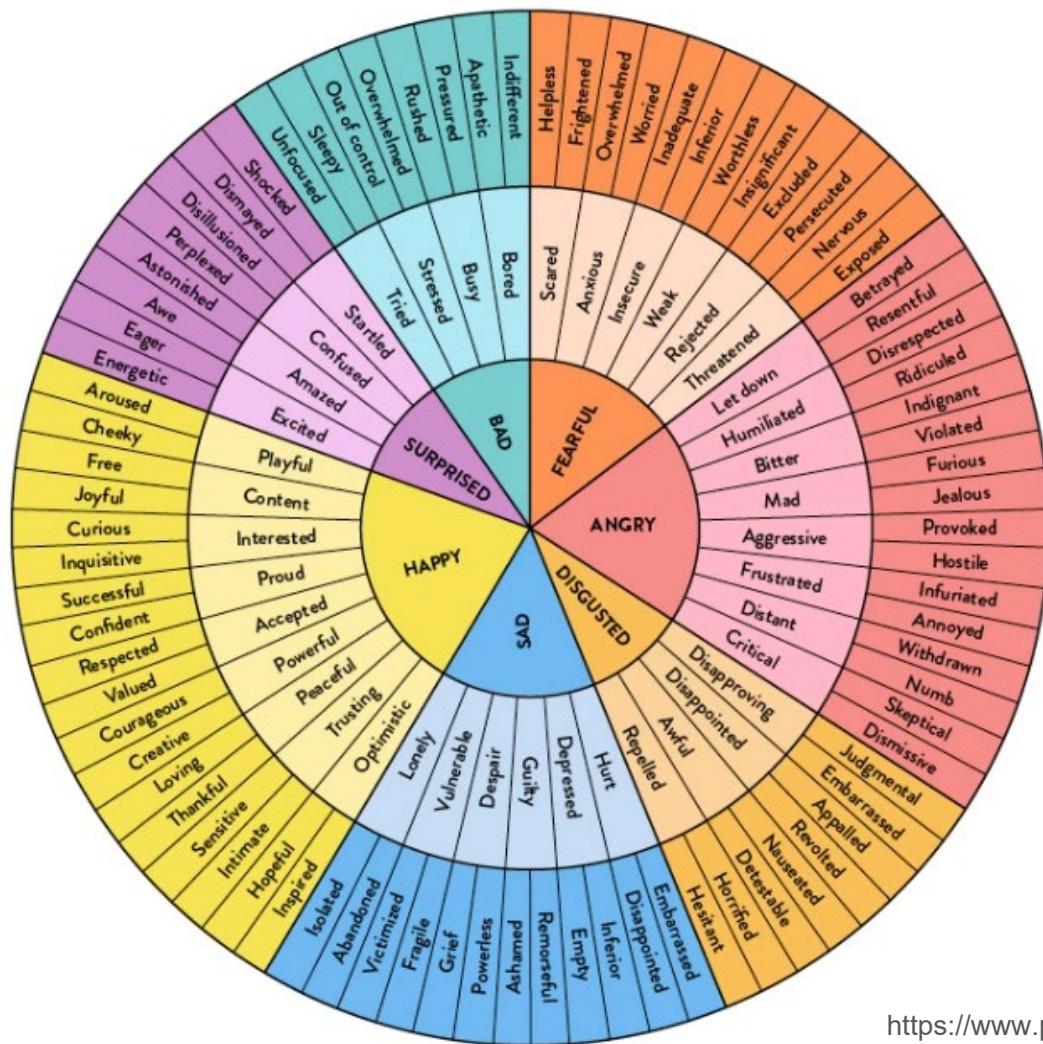 FEARFUL
ANGRY
DISGUSTED
SAD
HAPPY
SURPRISED
BAD
Scared
Anxious
Insecure
Weak
Rejected
Threatened
Let down
Humiliated
Bitter
Mad
Aggressive
Frustrated
Distant
Critical
Disapproving
Disappointed
Awful
Repelled
Hurt
Depressed
Guilty
Despair
Vulnerable
Lonely
Optimistic
Trusting
Peaceful
Powerful
Accepted
Proud
Interested
Content
Playful
Excited
Amazed
Confused
Startled
Tried
Stressed
Busy
Bored
Helpless
Frightened
Overwhelmed
Worried
Inadequate
Inferior
Worthless
Insignificant
Excluded
Persecuted
Nervous
Exposed
Betrayed
Resentful
Disrespected
Ridiculed
Indignant
Violated
Furious
Jealous
Provoked
Hostile
Infuriated
Annoyed
Withdrawn
Numb
Skeptical
Dismissive
Judgmental
Embarrassed
Appalled
Revolted
Nauseated
Detestable
Horrified
Hesitant
Embarrassed
Disappointed
Inferior
Empty
Remorseful
Ashamed
Powerless
Grief
Fragile
Victimized
Abandoned
Isolated
Inspired
Hopeful
Intimate
Sensitive
Thankful
Loving
Creative
Courageous
Valued
Respected
Confident
Successful
Inquisitive
Curious
Joyful
Free
Cheeky
Aroused
Energetic
Eager
Awe
Astonished
Perplexed
Disillusioned
Dismayed
Shocked
Unfocused
Sleepy
Out of control
Overwhelmed
Rushed
Pressured
Apathetic
Indifferent
https://www.p